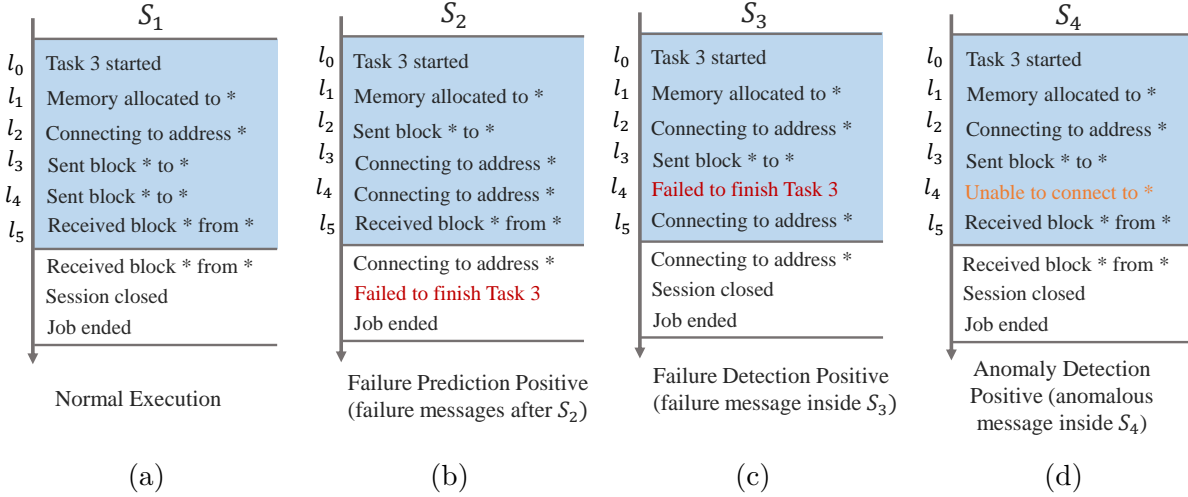 S₁
l₀ Task 3 started
l₁ Memory allocated to *
l₂ Connecting to address *
l₃ Sent block * to *
l₄ Sent block * to *
l₅ Received block * from *
Received block * from *
Session closed
Job ended
Normal Execution
(a)
S₂
l₀ Task 3 started
l₁ Memory allocated to *
l₂ Sent block * to *
l₃ Connecting to address *
l₄ Connecting to address *
l₅ Received block * from *
Connecting to address *
Failed to finish Task 3
Job ended
Failure Prediction Positive
(failure messages after S₂)
(b)
S₃
l₀ Task 3 started
l₁ Memory allocated to *
l₂ Connecting to address *
l₃ Sent block * to *
l₄ Failed to finish Task 3
l₅ Connecting to address *
Connecting to address *
Session closed
Job ended
Failure Detection Positive
(failure message inside S₃)
(c)
S₄
l₀ Task 3 started
l₁ Memory allocated to *
l₂ Connecting to address *
l₃ Sent block * to *
l₄ Unable to connect to *
l₅ Received block * from *
Received block * from *
Session closed
Job ended
Anomaly Detection
Positive (anomalous
message inside S₄)
(d)